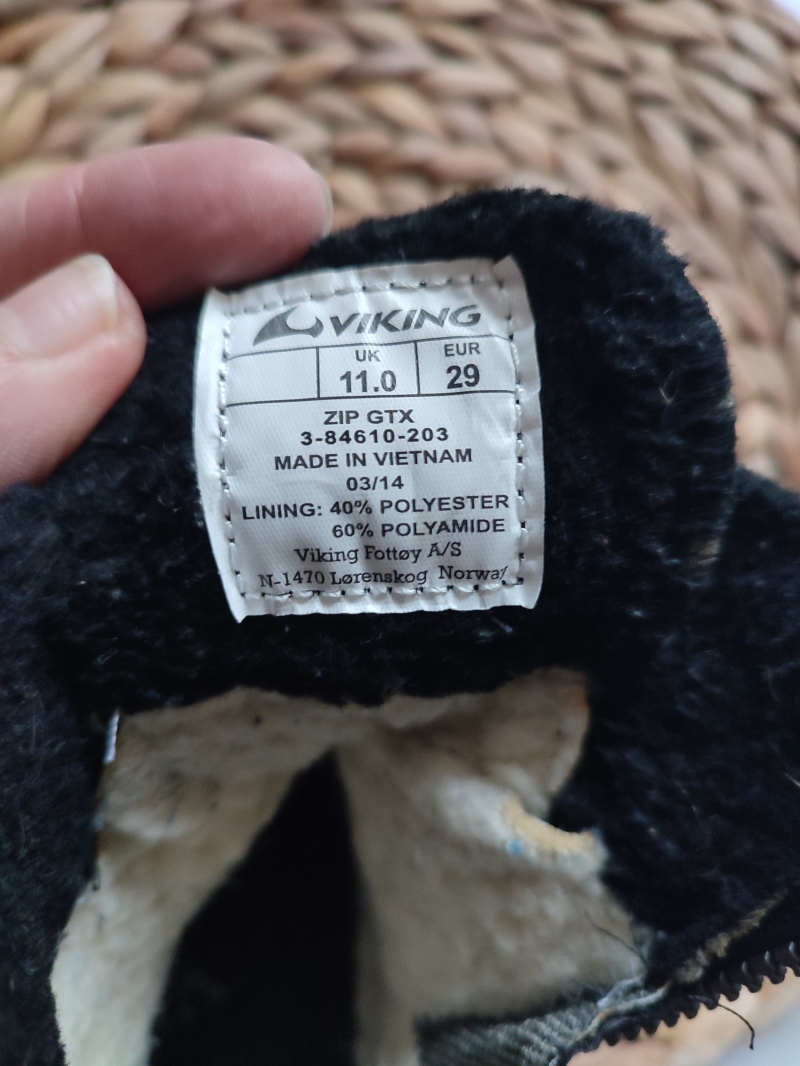 VIKING
UK EUR
11.0 29
ZIP GTX
3-84610-203
MADE IN VIETNAM
03/14
LINING: 40% POLYESTER
60% POLYAMIDE
Viking Fottøy A/S
N-1470 Lørenskog Norway